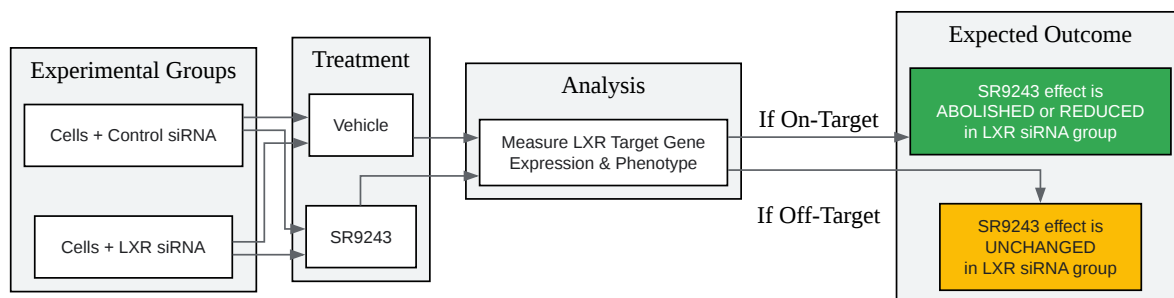 Experimental Groups
Cells + Control siRNA
Cells + LXR siRNA
Treatment
Vehicle
SR9243
Analysis
Measure LXR Target Gene
Expression & Phenotype
If On-Target
If Off-Target
Expected Outcome
SR9243 effect is
ABOLISHED or REDUCED
in LXR siRNA group
SR9243 effect is
UNCHANGED
in LXR siRNA group